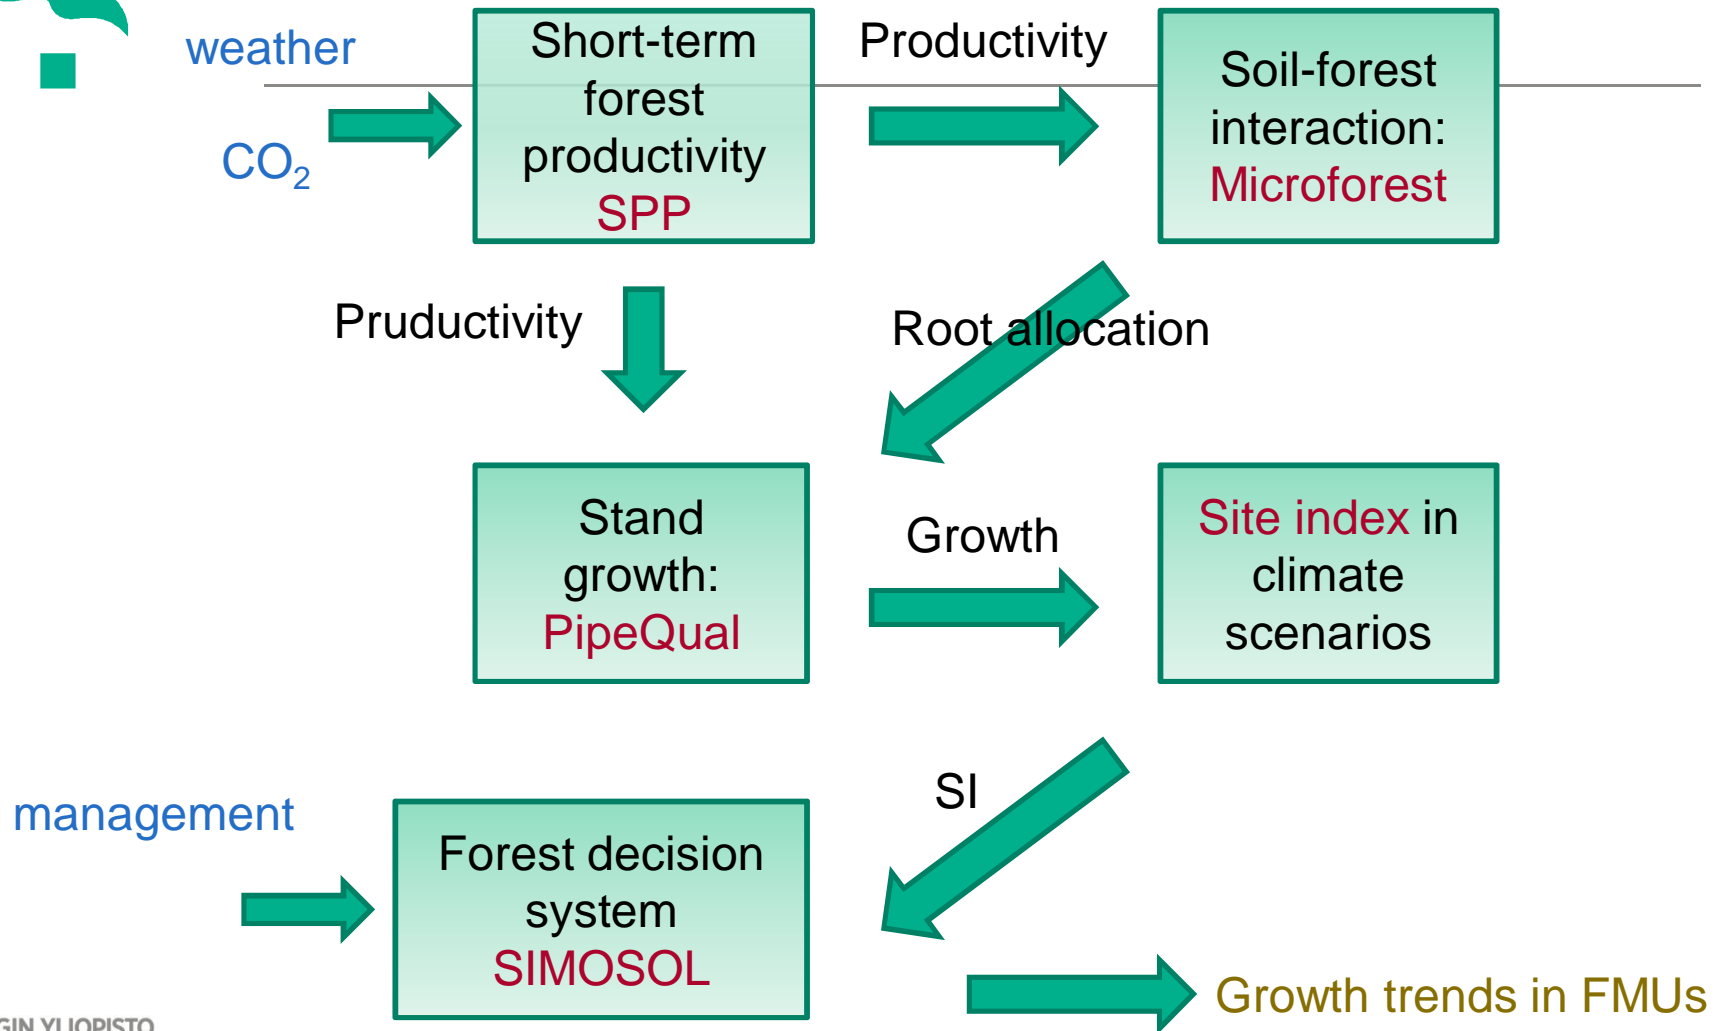 weather
CO₂
Short-term
forest
productivity
SPP
Productivity
Soil-forest
interaction:
Microforest
Pruductivity
Root allocation
Stand
growth:
PipeQual
Growth
Site index in
climate
scenarios
SI
management
Forest decision
system
SIMOSOL
Growth trends in FMUs
YLIOPISTO